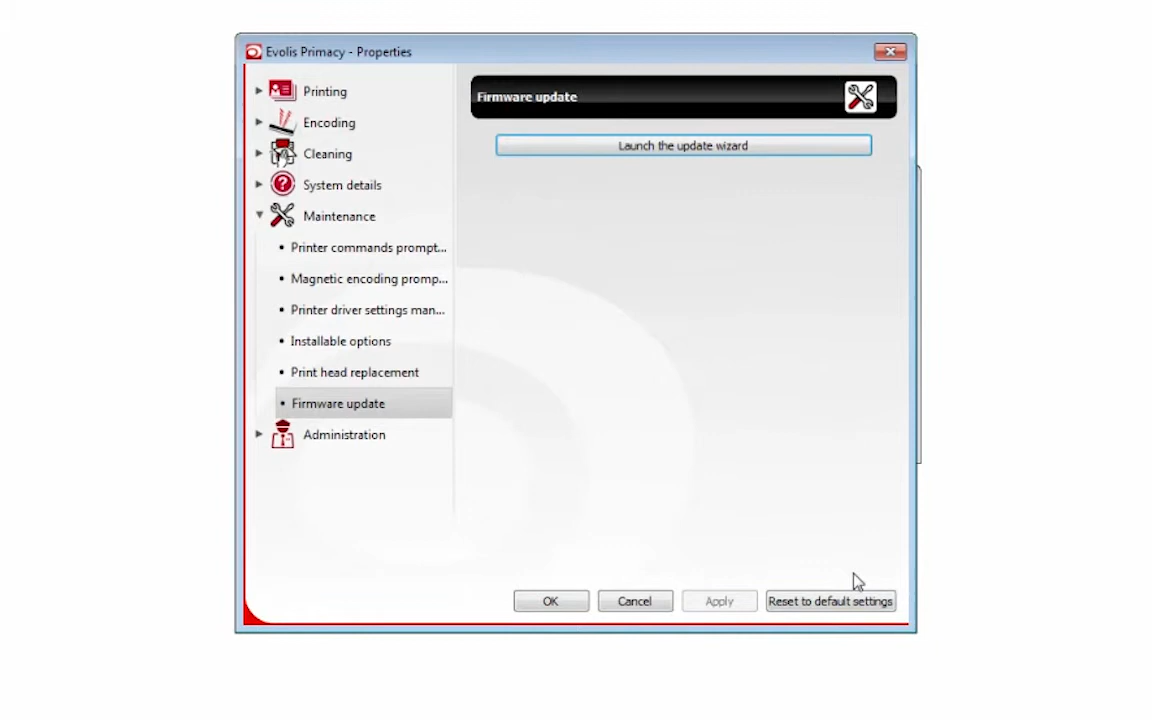 Evolis Primacy - Properties
Printing
Encoding
Cleaning
System details
Maintenance
• Printer commands prompt...
• Magnetic encoding promp...
• Printer driver settings man...
• Installable options
• Print head replacement
• Firmware update
Administration
Firmware update
Launch the update wizard
OK
Cancel
Apply
Reset to default settings